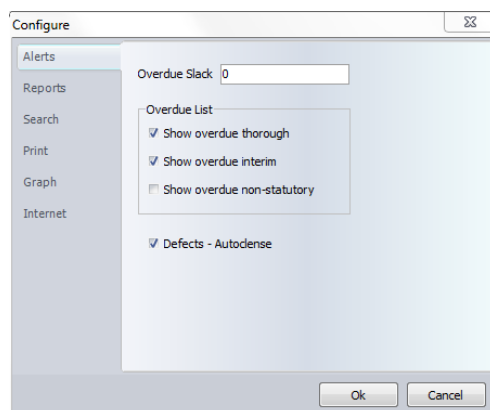 Configure
Alerts
Reports
Search
Print
Graph
Internet
Overdue Slack 0
Overdue List
Show overdue thorough
Show overdue interim
Show overdue non-statutory
Defects - Autoclense
Ok
Cancel